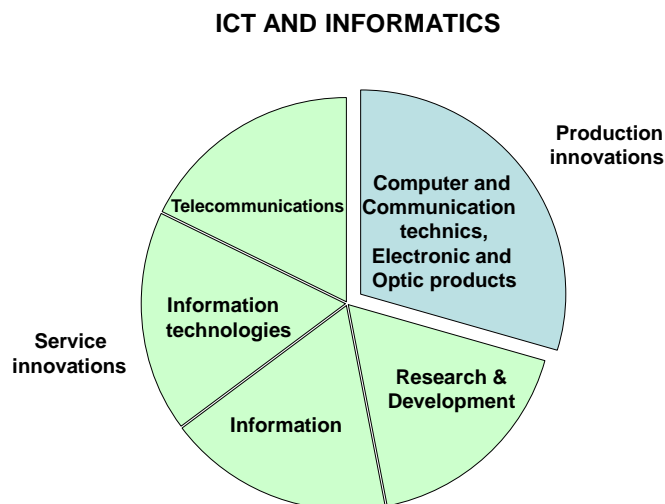 ICT AND INFORMATICS
Production
innovations
Computer and
Communication
technics,
Electronic and
Optic products
Telecommunications
Information
technologies
Service
innovations
Research &
Development
Information